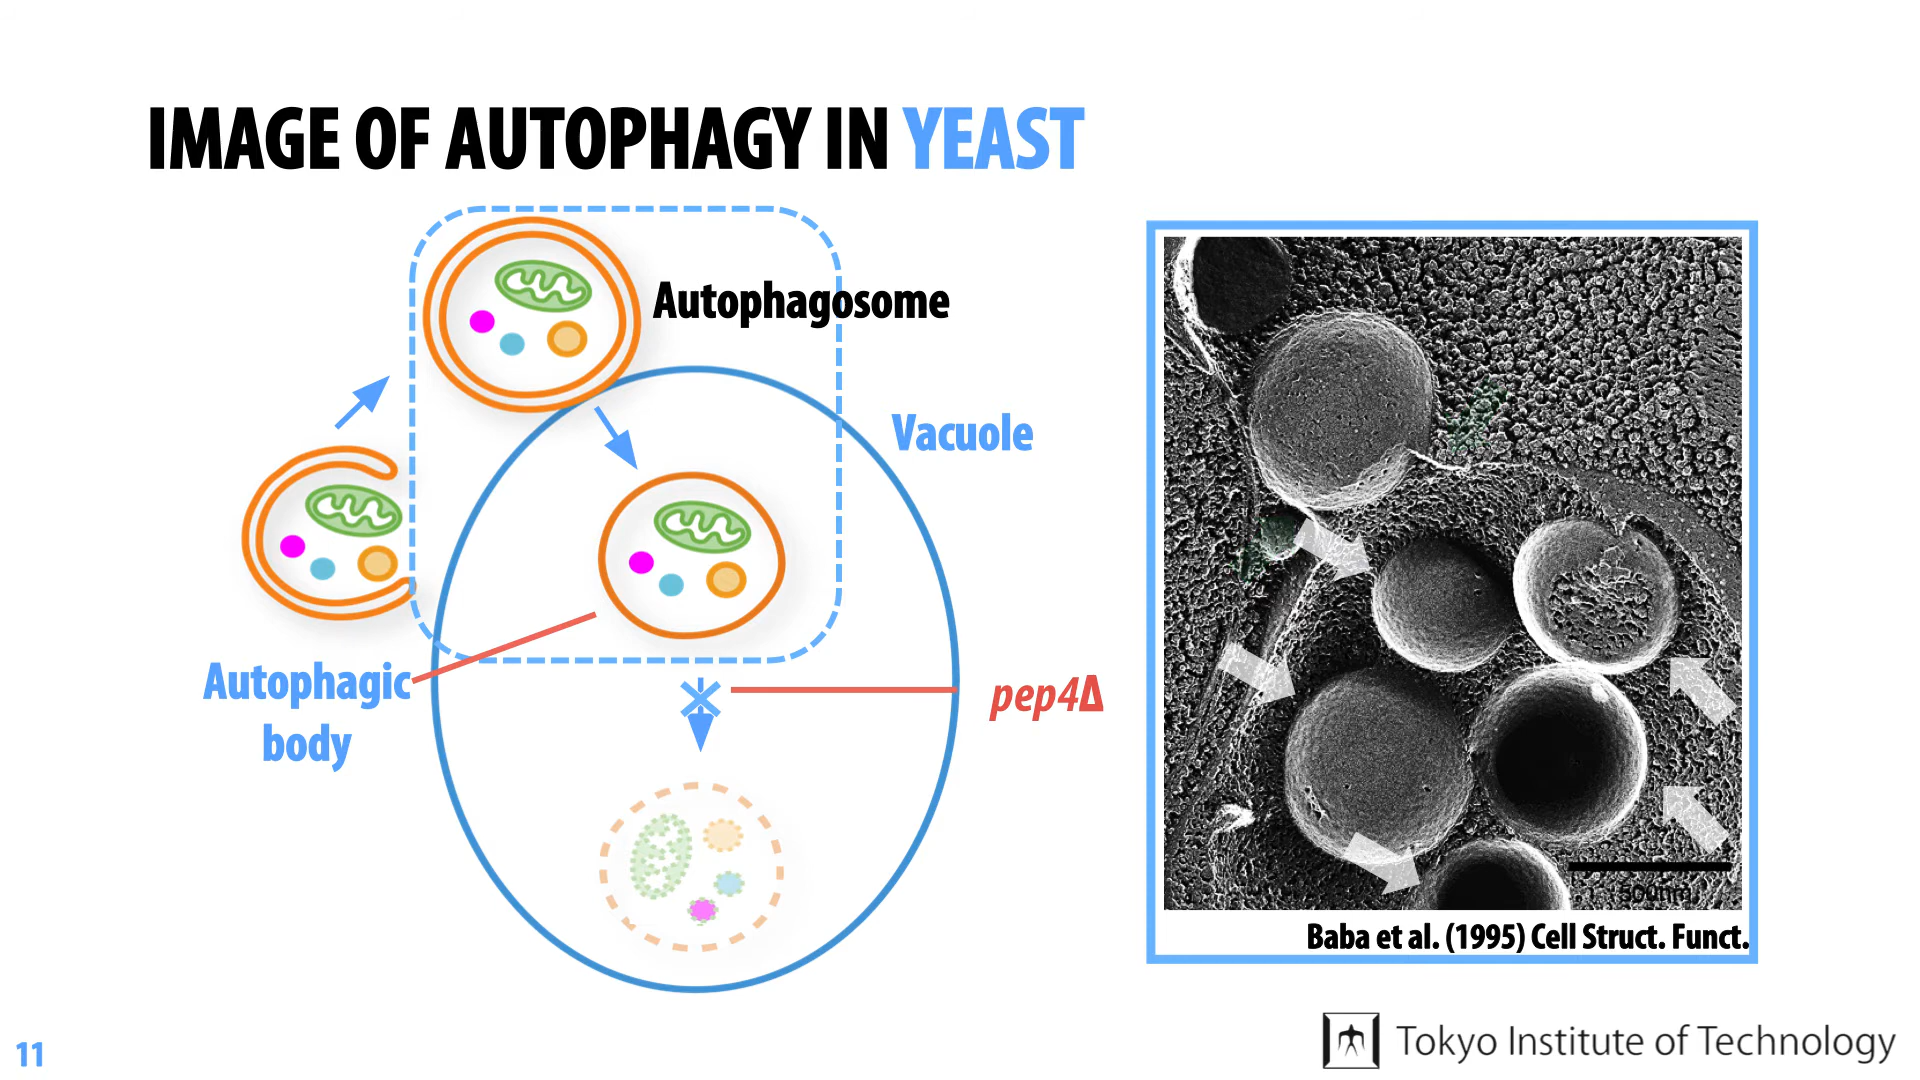 IMAGE OF AUTOPHAGY IN YEAST
Autophagosome
Vacuole
Autophagic
body
pep4Δ
500nm
Baba et al. (1995) Cell Struct. Funct.
11
Tokyo Institute of Technology